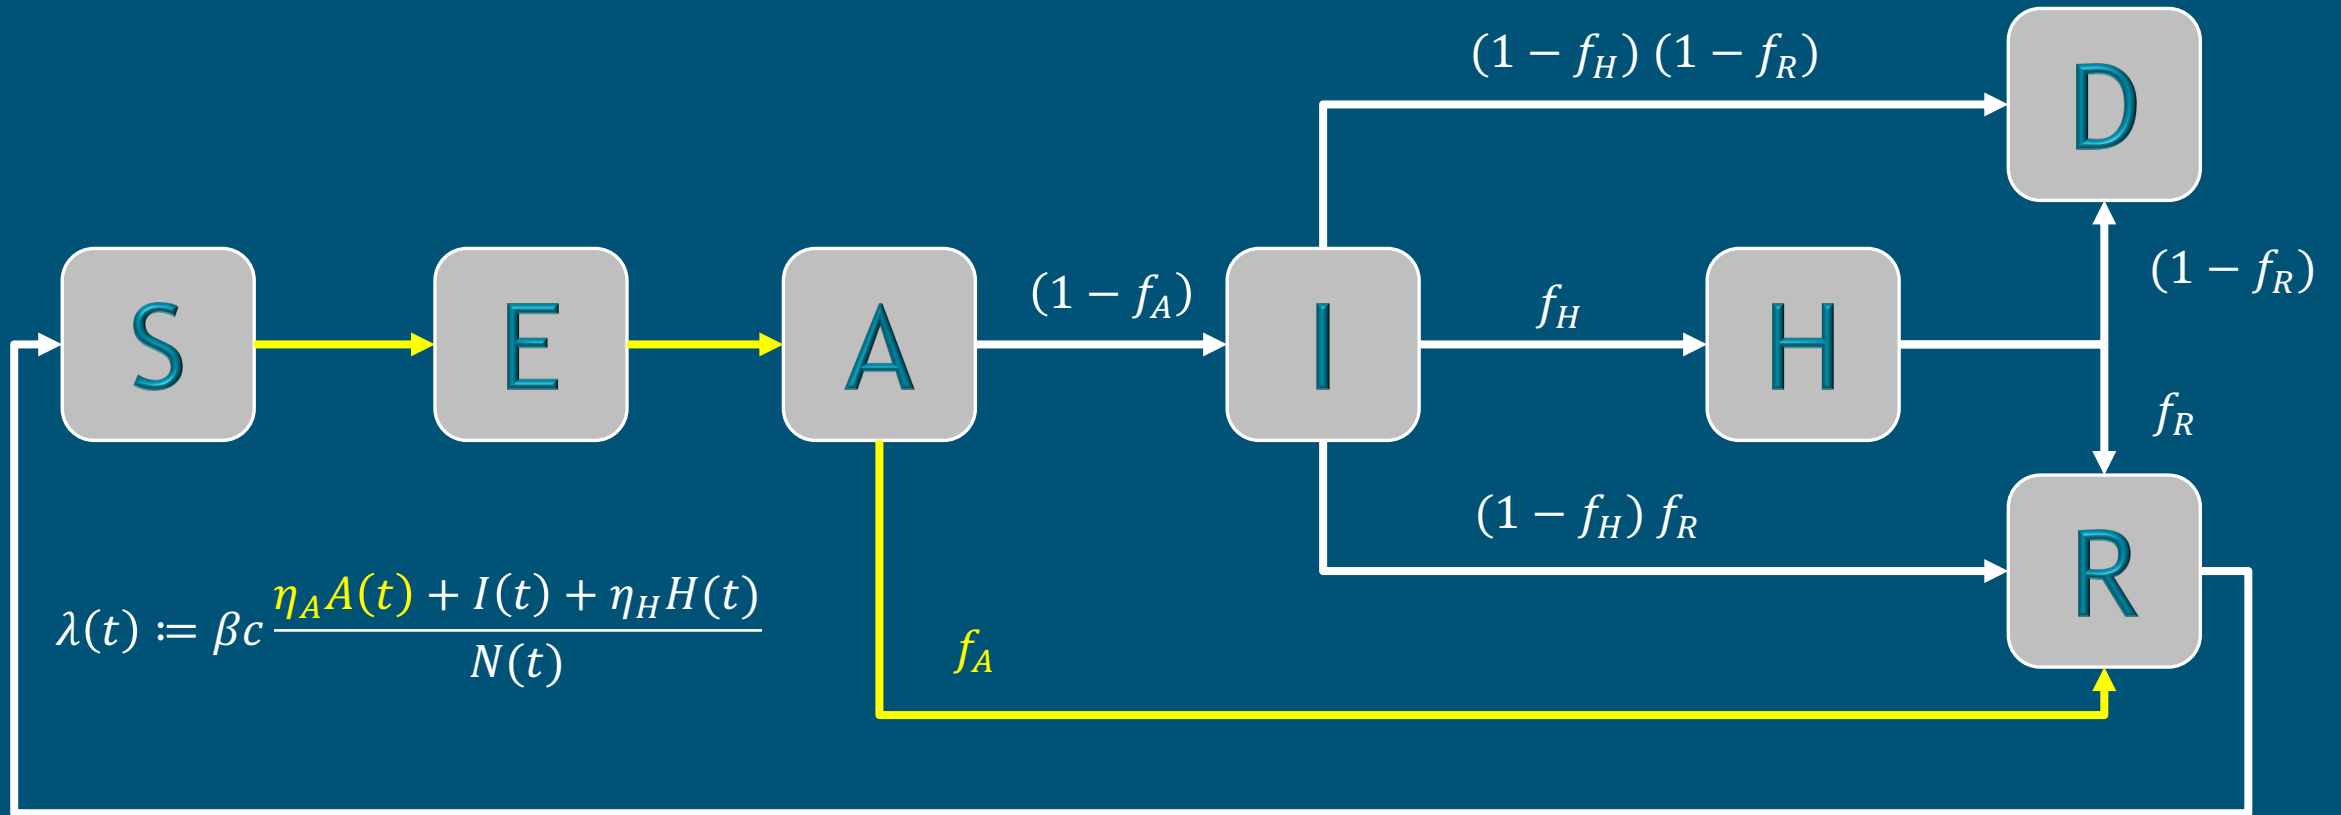 (1 − f_H) (1 − f_R)
D
S
E
A
(1 − f_A)
I
f_H
H
(1 − f_R)
f_R
(1 − f_H) f_R
R
λ(t) ≔ βc (η_A A(t) + I(t) + η_H H(t)) / N(t)
f_A